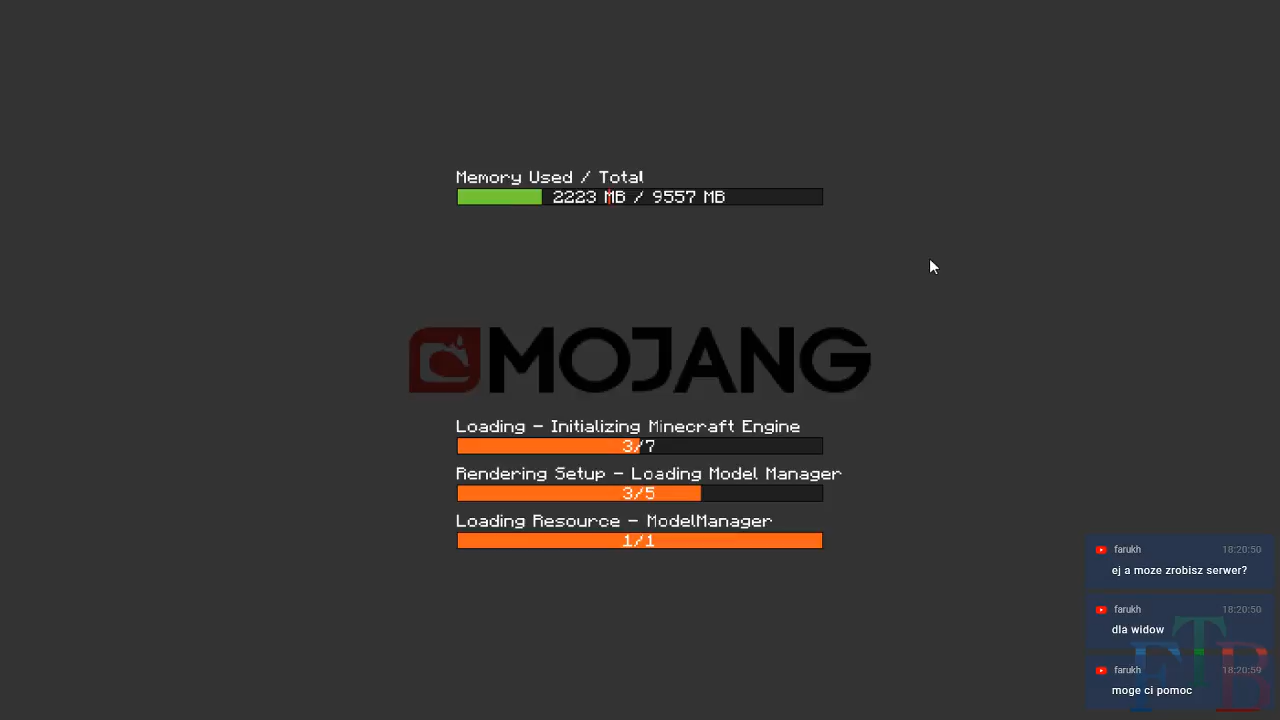 Memory Used / Total
2223 MB / 9557 MB
MOJANG
Loading - Initializing Minecraft Engine
3/7
Rendering Setup - Loading Model Manager
3/5
Loading Resource - ModelManager
1/1
farukh 18:20:50
ej a moze zrobisz serwer?
farukh 18:20:50
dla widow
farukh 18:20:59
moge ci pomoc
FTB